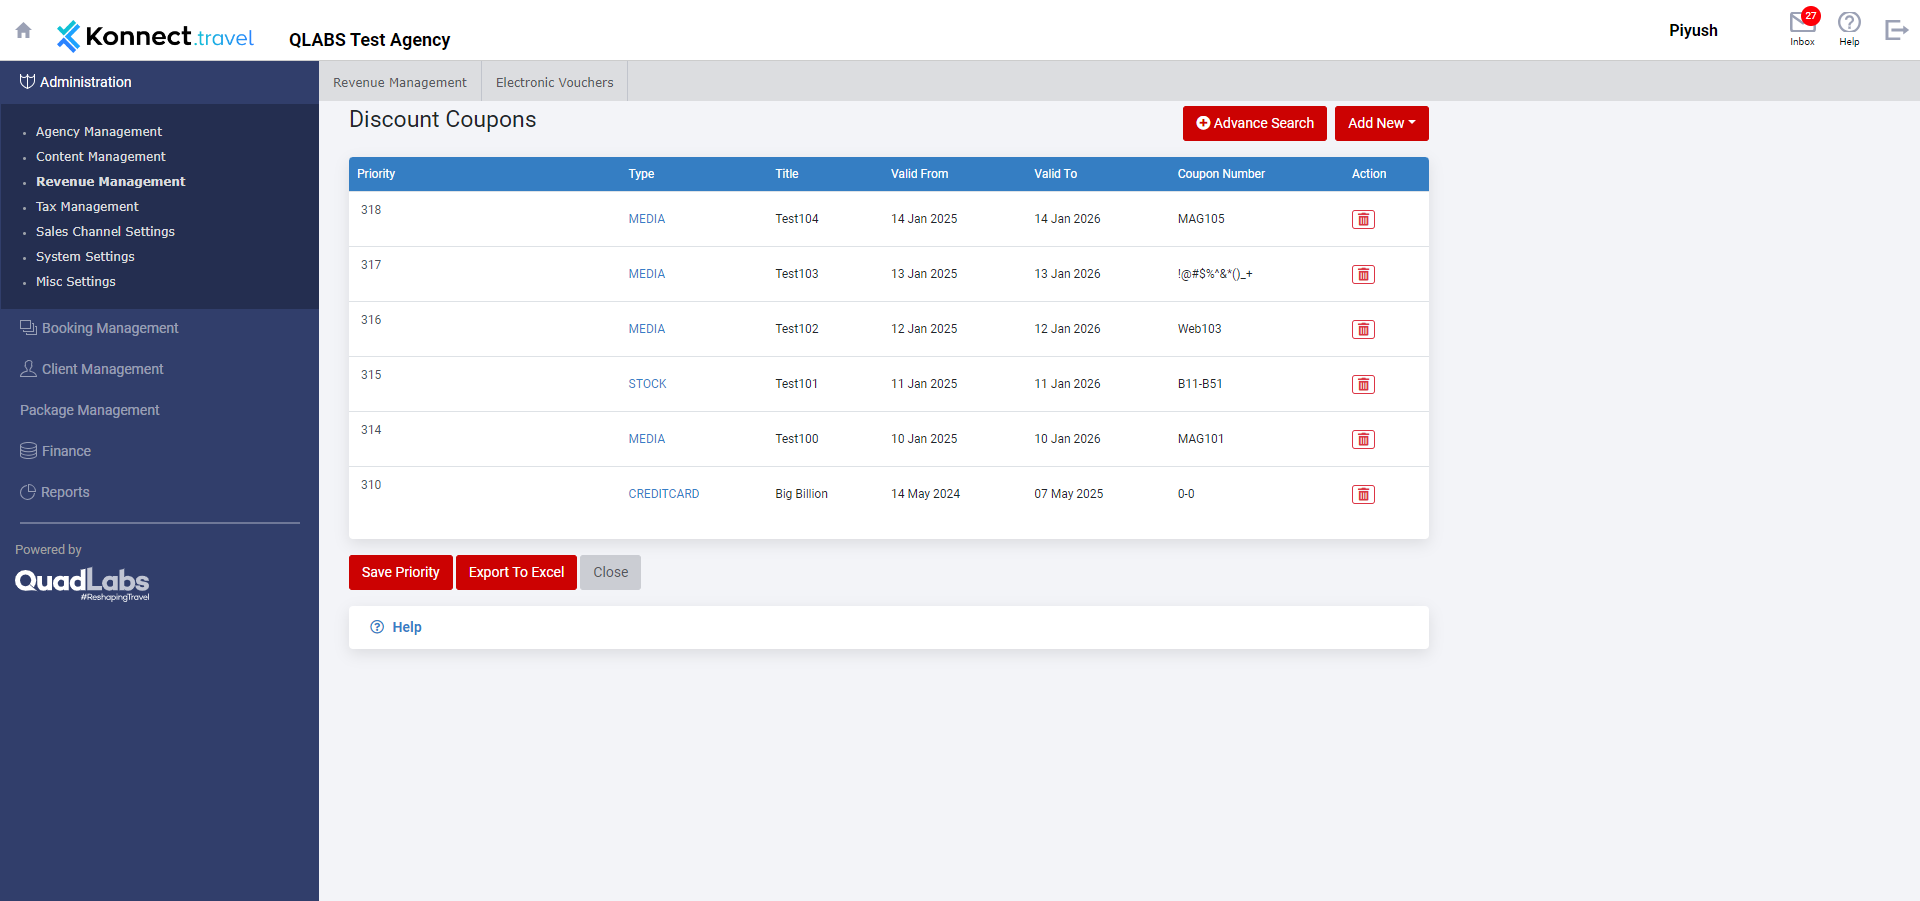 Konnect.travel
QLABS Test Agency
Piyush
27
Inbox
Help
Administration
Agency Management
Content Management
Revenue Management
Tax Management
Sales Channel Settings
System Settings
Misc Settings
Booking Management
Client Management
Package Management
Finance
Reports
Powered by
QuadLabs
#ReshapingTravel
Revenue Management Electronic Vouchers
Discount Coupons
Advance Search Add New
Priority Type Title Valid From Valid To Coupon Number Action
318 MEDIA Test104 14 Jan 2025 14 Jan 2026 MAG105
317 MEDIA Test103 13 Jan 2025 13 Jan 2026 !@#$%^&*()_+
316 MEDIA Test102 12 Jan 2025 12 Jan 2026 Web103
315 STOCK Test101 11 Jan 2025 11 Jan 2026 B11-B51
314 MEDIA Test100 10 Jan 2025 10 Jan 2026 MAG101
310 CREDITCARD Big Billion 14 May 2024 07 May 2025 0-0
Save Priority Export To Excel Close
Help